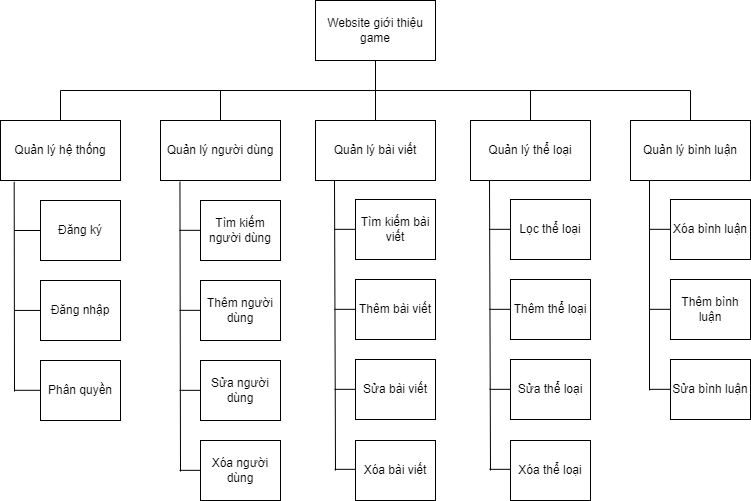 Website giới thiệu
game
Quản lý hệ thống
Quản lý người dùng
Quản lý bài viết
Quản lý thể loại
Quản lý bình luận
Đăng ký
Đăng nhập
Phân quyền
Tìm kiếm
người dùng
Thêm người
dùng
Sửa người
dùng
Xóa người
dùng
Tìm kiếm bài
viết
Thêm bài viết
Sửa bài viết
Xóa bài viết
Lọc thể loại
Thêm thể loại
Sửa thể loại
Xóa thể loại
Xóa bình luận
Thêm bình
luận
Sửa bình luận